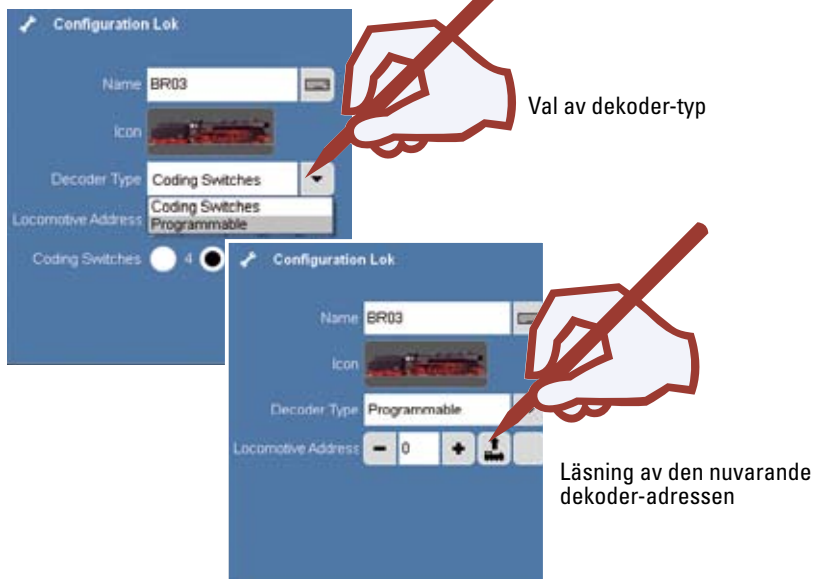 Configuration Lok
Name BR03
Icon
Decoder Type Coding Switches
Coding Switches
Locomotive Address Programmable
Coding Switches 4
Val av dekoder-typ
Configuration Lok
Name BR03
Icon
Decoder Type Programmable
Locomotive Address - 0 +
Läsning av den nuvarande
dekoder-adressen